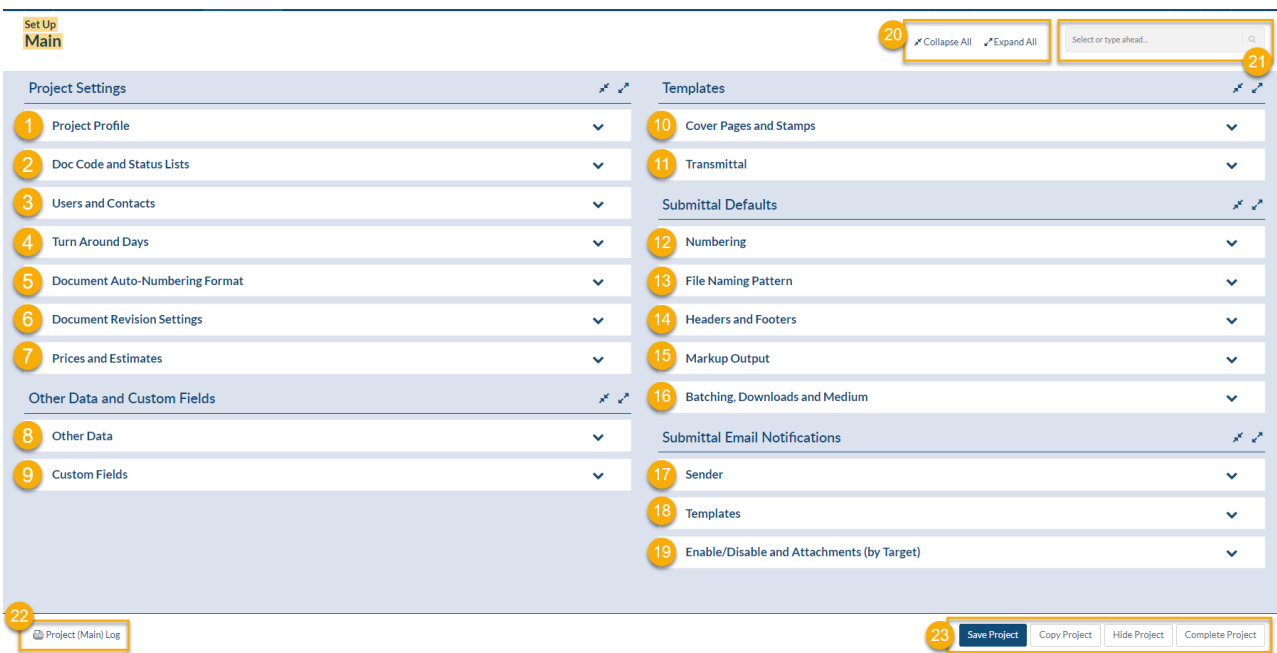 Set Up
Main
20
Collapse All Expand All
Select or type ahead...
21
Project Settings
1 Project Profile
2 Doc Code and Status Lists
3 Users and Contacts
4 Turn Around Days
5 Document Auto-Numbering Format
6 Document Revision Settings
7 Prices and Estimates
Other Data and Custom Fields
8 Other Data
9 Custom Fields
Templates
10 Cover Pages and Stamps
11 Transmittal
Submittal Defaults
12 Numbering
13 File Naming Pattern
14 Headers and Footers
15 Markup Output
16 Batching, Downloads and Medium
Submittal Email Notifications
17 Sender
18 Templates
19 Enable/Disable and Attachments (by Target)
22
Project (Main) Log
23 Save Project Copy Project Hide Project Complete Project